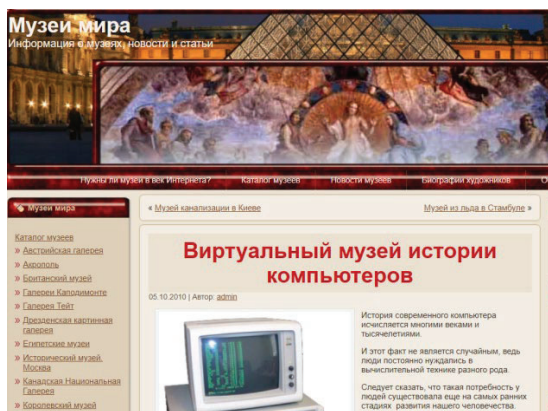 Музеи мира
Информация о музеях, новости и статьи
Нужны ли музеи в век Интернета?
Каталог музеев
Новости музеев
Биографии художников
О
Музеи мира
« Музей канализации в Киеве
Музей из льда в Стамбуле »
Каталог музеев
» Австрийская галерея
» Акрополь
» Британский музей
» Галереи Каподимонте
» Галерея Тейт
» Дрезденская картинная
галерея
» Египетские музеи
» Исторический музей.
Москва
» Канадская Национальная
Галерея
» Королевский музей
Виртуальный музей истории
компьютеров
05.10.2010 | Автор: admin
История современного компьютера
исчисляется многими веками и
тысячелетиями.
И этот факт не является случайным, ведь
люди постоянно нуждались в
вычислительной технике разного рода.
Следует сказать, что такая потребность у
людей существовала еще на самых ранних
стадиях развития нашего человечества.